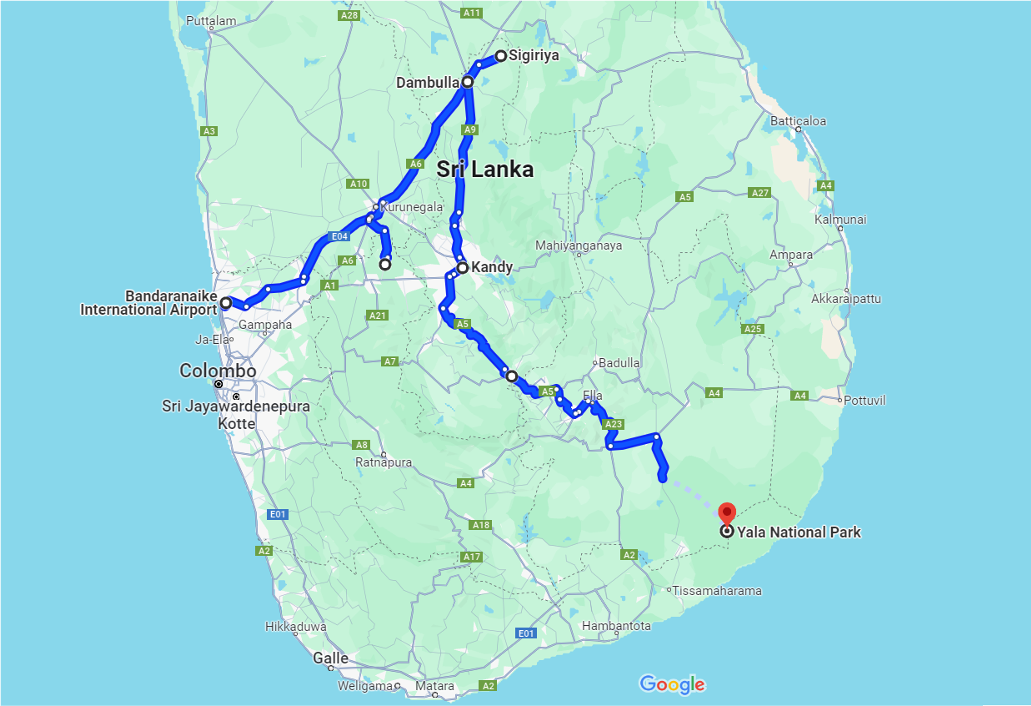 A11
Puttalam
A28
Sigiriya
Dambulla
Batticaloa
A3
A9
A6
Sri Lanka
A10
A5
A27
A4
Kurunegala
Kalmunai
E04
Mahiyanganaya
A6
Ampara
Kandy
A1
Bandaranaike
International Airport
Akkaraipattu
A21
A5
Gampaha
A25
Ja-Ela
A7
Badulla
Colombo
A5
Ella
A4
A4
Pottuvil
Sri Jayawardenepura
Kotte
A23
A8
Ratnapura
A4
E01
A18
Yala National Park
A2
A17
A2
Tissamaharama
Hikkaduwa
E01
Hambantota
Galle
Weligama
Matara
A2
Google